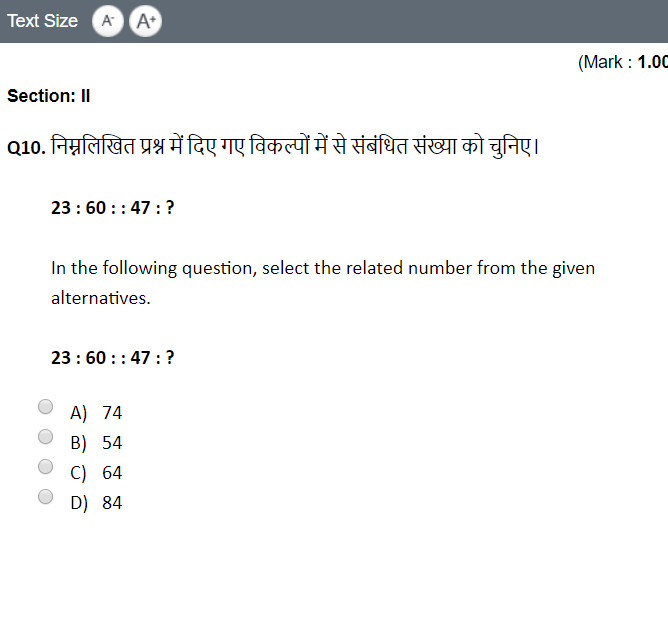 Text Size A- A+
(Mark : 1.00
Section: II
Q10. निम्नलिखित प्रश्न में दिए गए विकल्पों में से संबंधित संख्या को चुनिए।
23 : 60 : : 47 : ?
In the following question, select the related number from the given
alternatives.
23 : 60 : : 47 : ?
A) 74
B) 54
C) 64
D) 84